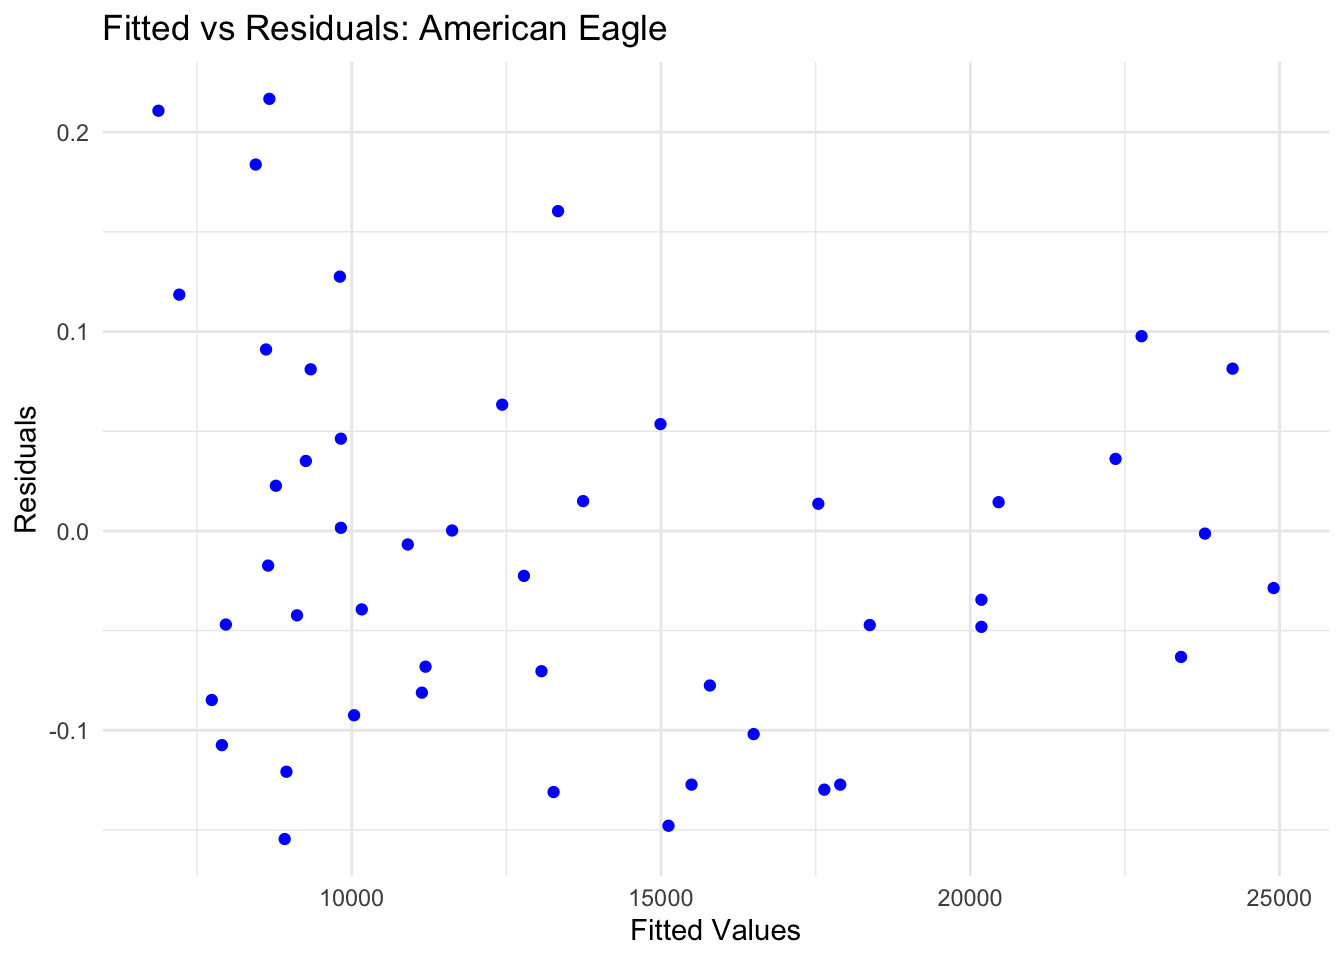 Fitted vs Residuals: American Eagle
0.2
0.1
0.0
-0.1
Residuals
10000
15000
20000
25000
Fitted Values